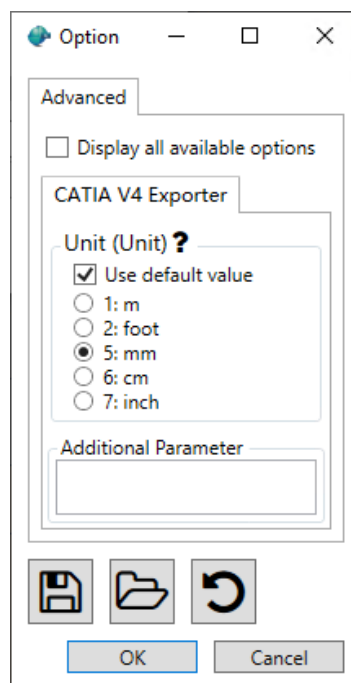 Option
Advanced
Display all available options
CATIA V4 Exporter
Unit (Unit) ?
Use default value
1: m
2: foot
5: mm
6: cm
7: inch
Additional Parameter
OK
Cancel